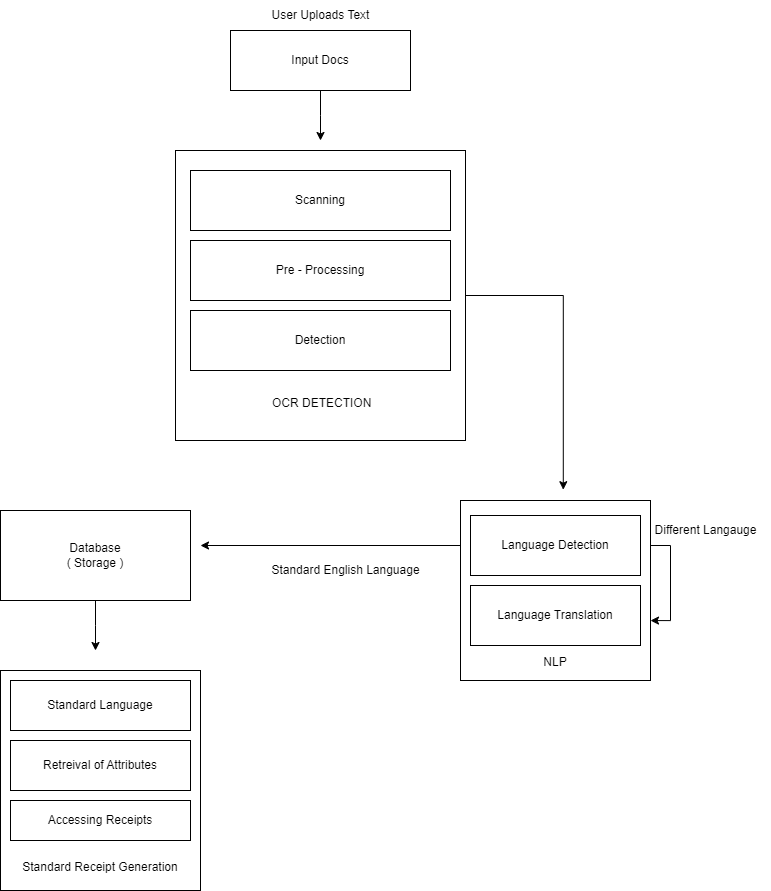 User Uploads Text
Input Docs
Scanning
Pre - Processing
Detection
OCR DETECTION
Different Langauge
Language Detection
Language Translation
NLP
Standard English Language
Database
( Storage )
Standard Language
Retreival of Attributes
Accessing Receipts
Standard Receipt Generation